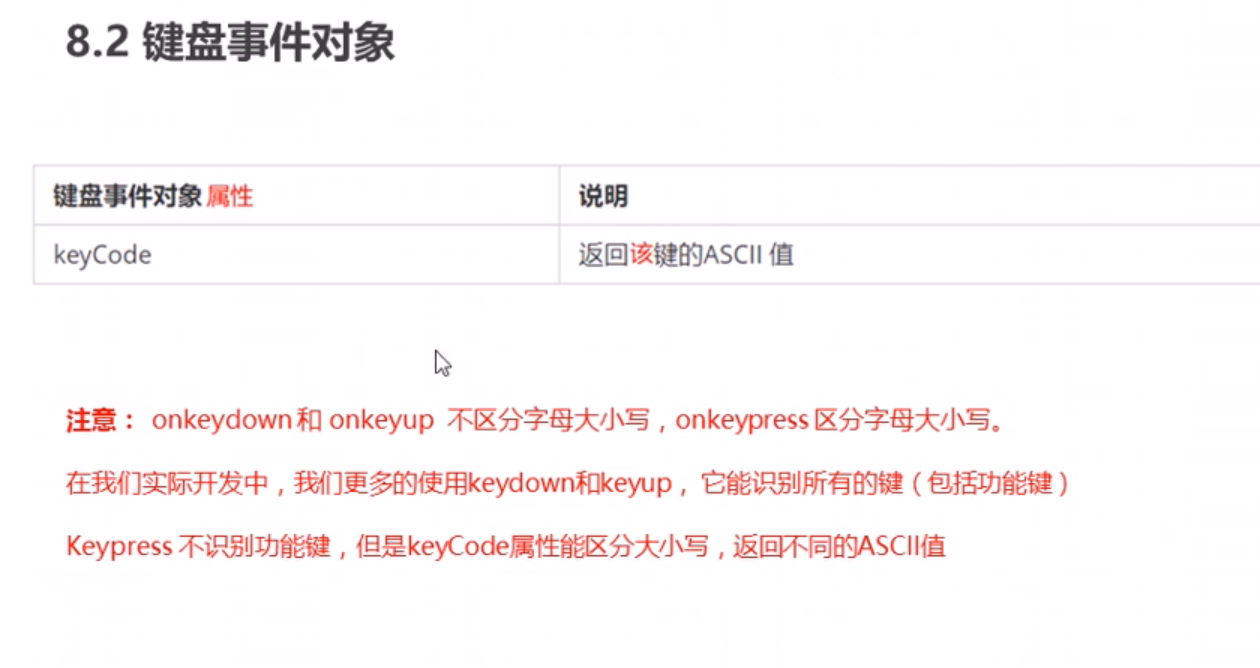 8.2 键盘事件对象
键盘事件对象 属性 说明
keyCode 返回该键的ASCII 值
注意： onkeydown 和 onkeyup 不区分字母大小写，onkeypress 区分字母大小写。
在我们实际开发中，我们更多的使用keydown和keyup， 它能识别所有的键（包括功能键）
Keypress 不识别功能键，但是keyCode属性能区分大小写，返回不同的ASCII值